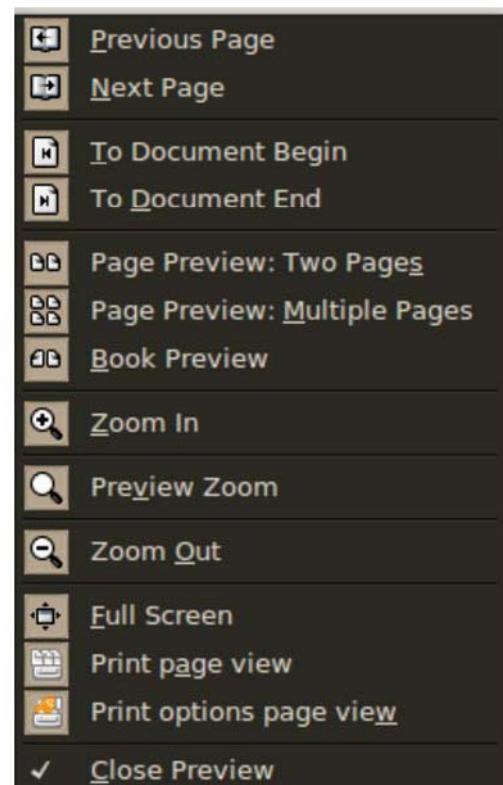 Previous Page
Next Page
To Document Begin
To Document End
Page Preview: Two Pages
Page Preview: Multiple Pages
Book Preview
Zoom In
Preview Zoom
Zoom Out
Full Screen
Print page view
Print options page view
Close Preview